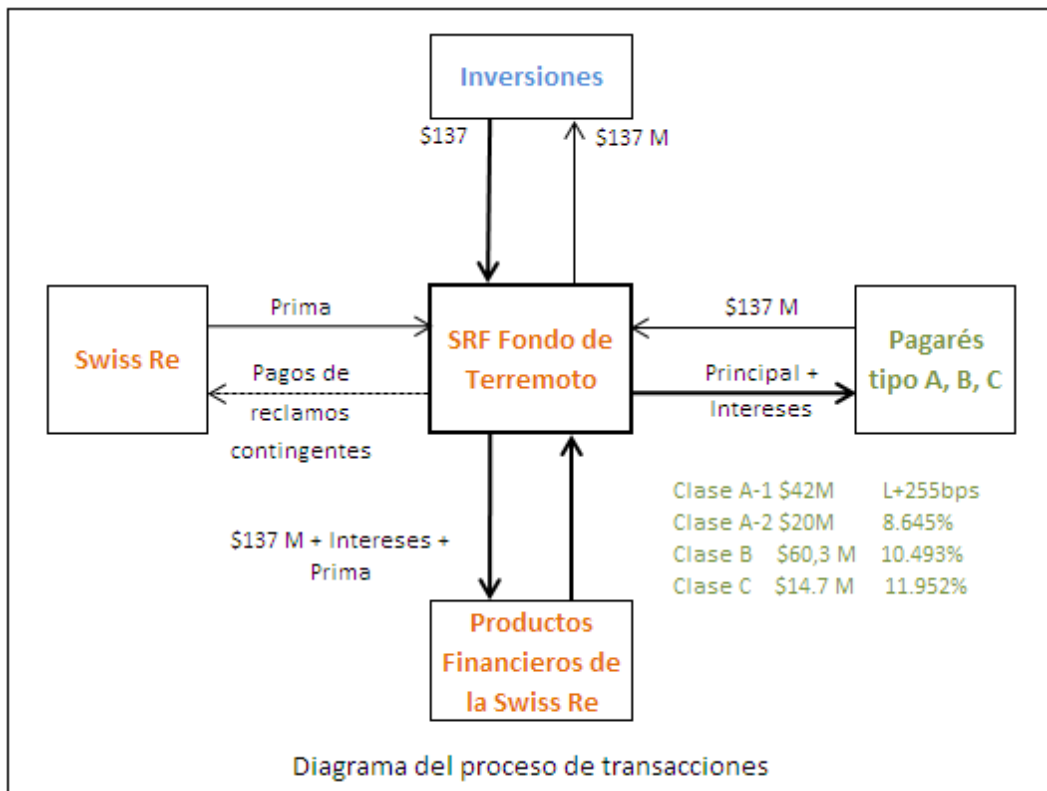 Inversiones
$137
$137 M
Prima
$137 M
Swiss Re
SRF Fondo de
Terremoto
Pagarés
tipo A, B, C
Pagos de
reclamos
contingentes
Principal +
Intereses
Clase A-1 $42M L+255bps
Clase A-2 $20M 8.645%
Clase B $60,3 M 10.493%
Clase C $14.7 M 11.952%
$137 M + Intereses +
Prima
Productos
Financieros de
la Swiss Re
Diagrama del proceso de transacciones